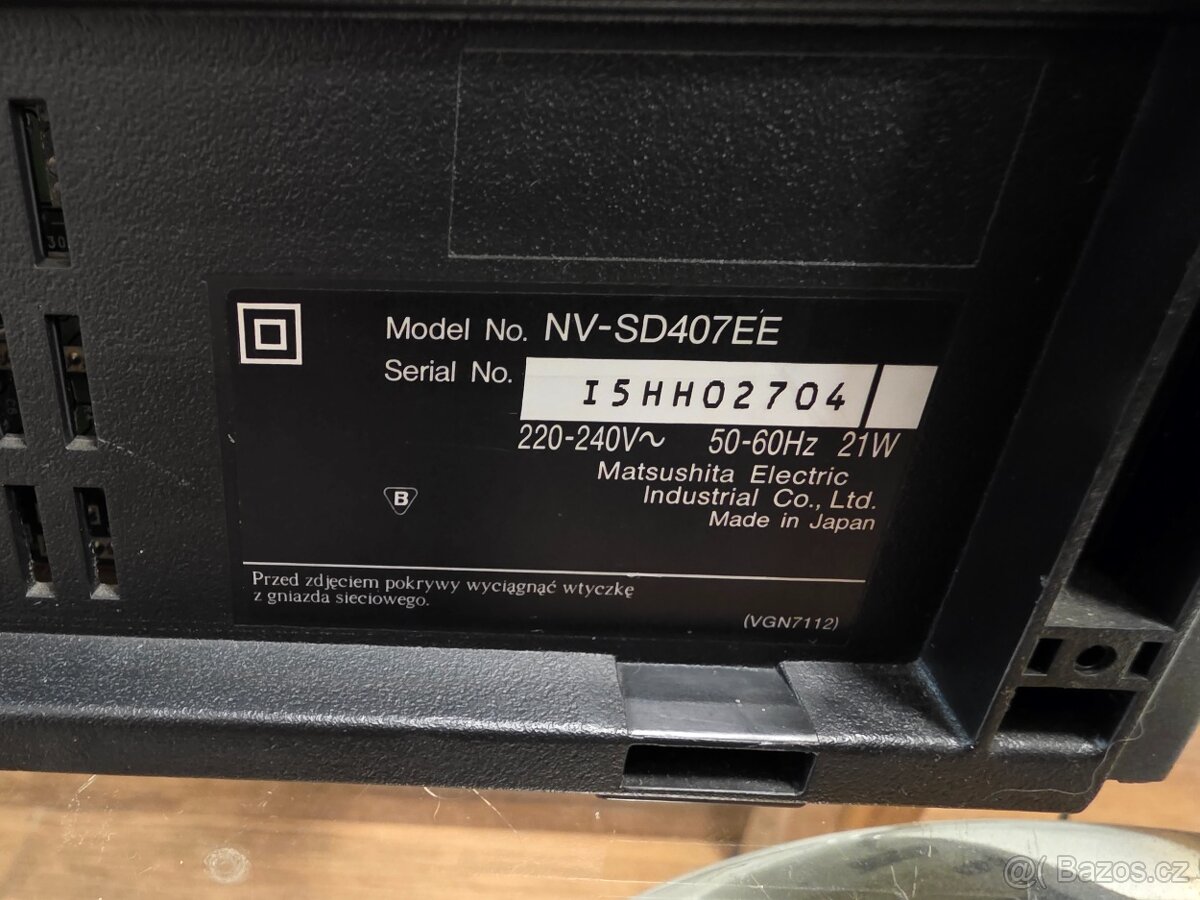 30
Model No. NV-SD407EE
Serial No. I5HH02704
220-240V~ 50-60Hz 21W
Matsushita Electric
Industrial Co., Ltd.
Made in Japan
B
Przed zdjęciem pokrywy wyciągnąć wtyczkę
z gniazda sieciowego.
(VGN7112)
@( Bazos.cz